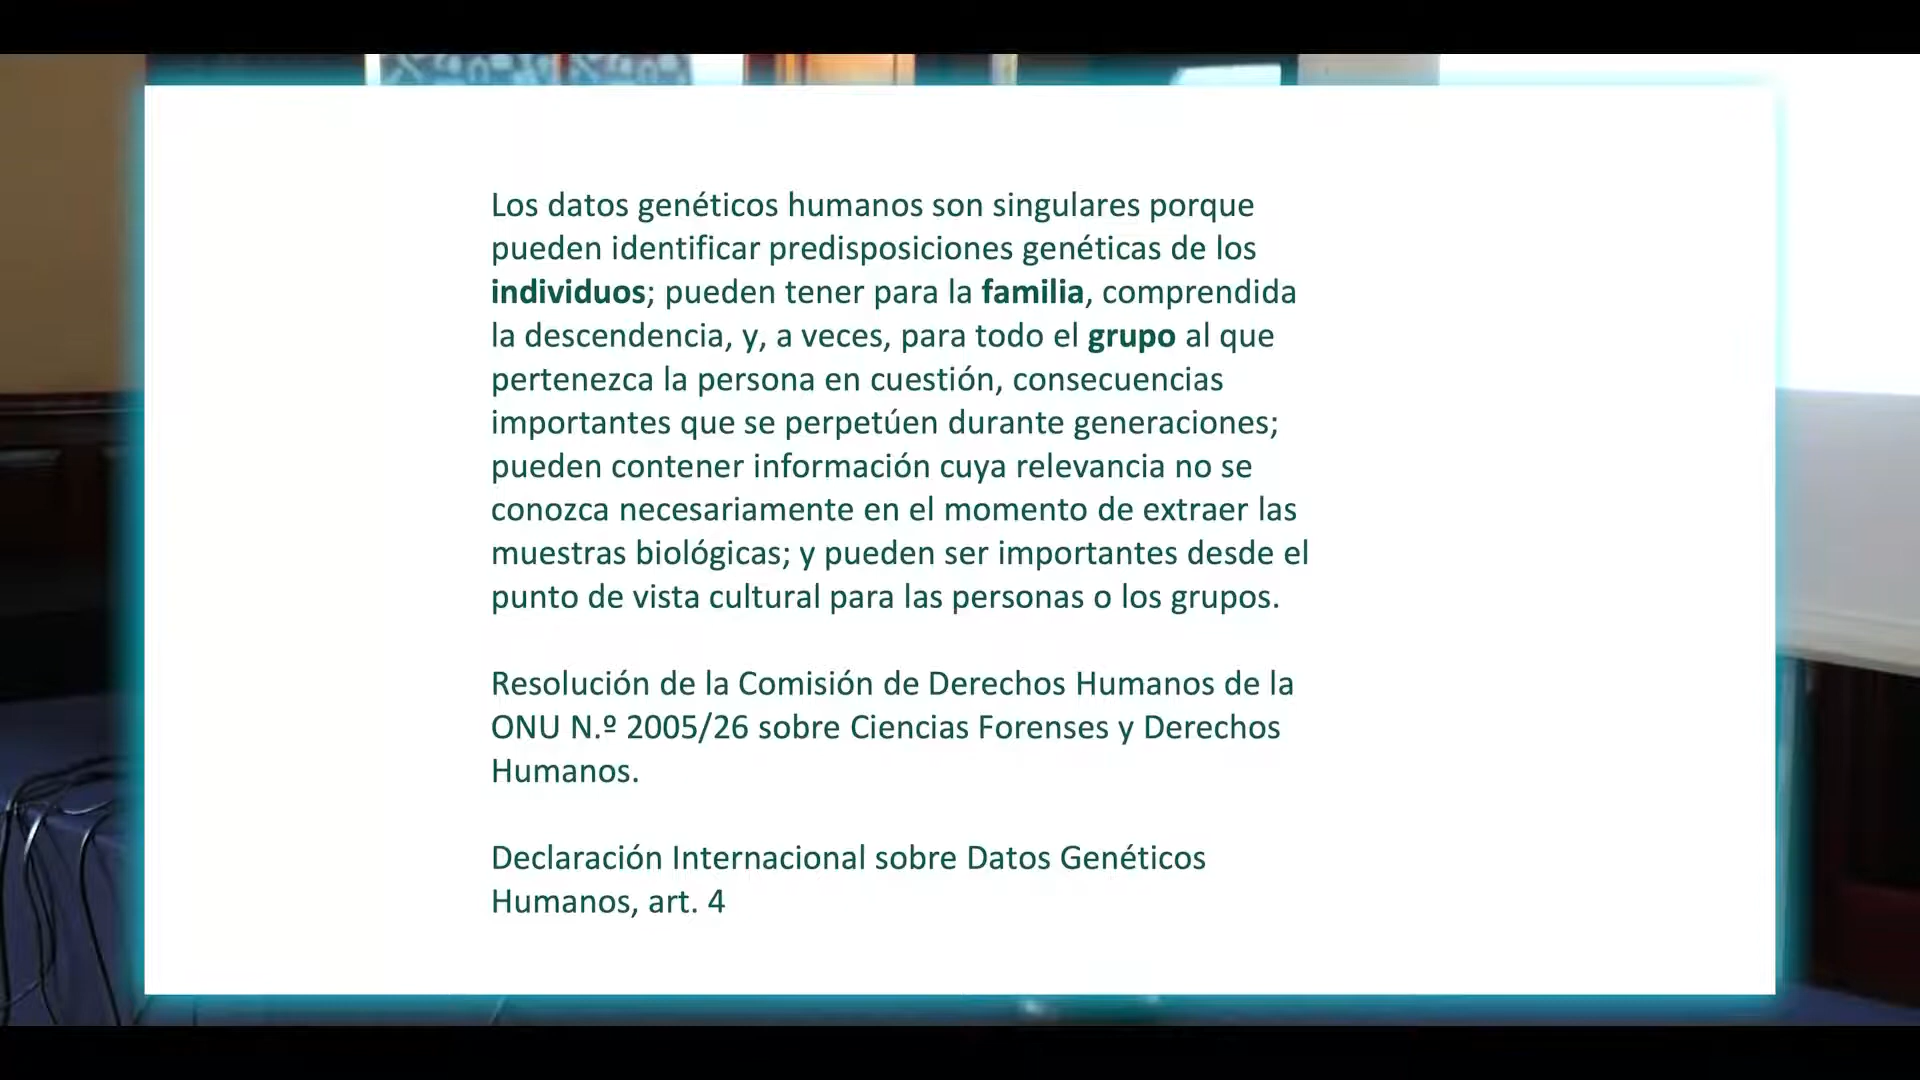 Los datos genéticos humanos son singulares porque
pueden identificar predisposiciones genéticas de los
individuos; pueden tener para la familia, comprendida
la descendencia, y, a veces, para todo el grupo al que
pertenezca la persona en cuestión, consecuencias
importantes que se perpetúen durante generaciones;
pueden contener información cuya relevancia no se
conozca necesariamente en el momento de extraer las
muestras biológicas; y pueden ser importantes desde el
punto de vista cultural para las personas o los grupos.
Resolución de la Comisión de Derechos Humanos de la
ONU N.º 2005/26 sobre Ciencias Forenses y Derechos
Humanos.
Declaración Internacional sobre Datos Genéticos
Humanos, art. 4